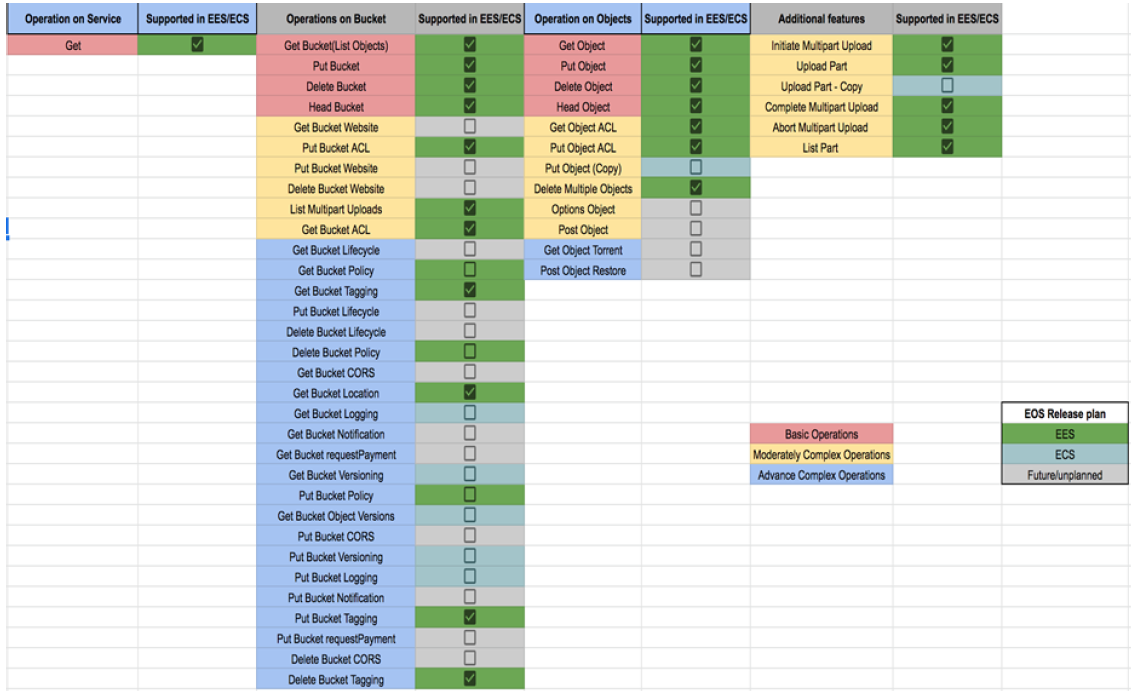 Operation on Service Supported in EES/ECS Operations on Bucket Supported in EES/ECS Operation on Objects Supported in EES/ECS Additional features Supported in EES/ECS
Get Get Bucket(List Objects) Get Object Initiate Multipart Upload
Put Bucket Put Object Upload Part
Delete Bucket Delete Object Upload Part - Copy
Head Bucket Head Object Complete Multipart Upload
Get Bucket Website Get Object ACL Abort Multipart Upload
Put Bucket ACL Put Object ACL List Part
Put Bucket Website Put Object (Copy)
Delete Bucket Website Delete Multiple Objects
List Multipart Uploads Options Object
Get Bucket ACL Post Object
Get Bucket Lifecycle Get Object Torrent
Get Bucket Policy Post Object Restore
Get Bucket Tagging
Put Bucket Lifecycle
Delete Bucket Lifecycle
Delete Bucket Policy
Get Bucket CORS
Get Bucket Location
Get Bucket Logging EOS Release plan
Get Bucket Notification Basic Operations EES
Get Bucket requestPayment Moderately Complex Operations ECS
Get Bucket Versioning Advance Complex Operations Future/unplanned
Put Bucket Policy
Get Bucket Object Versions
Put Bucket CORS
Put Bucket Versioning
Put Bucket Logging
Put Bucket Notification
Put Bucket Tagging
Put Bucket requestPayment
Delete Bucket CORS
Delete Bucket Tagging